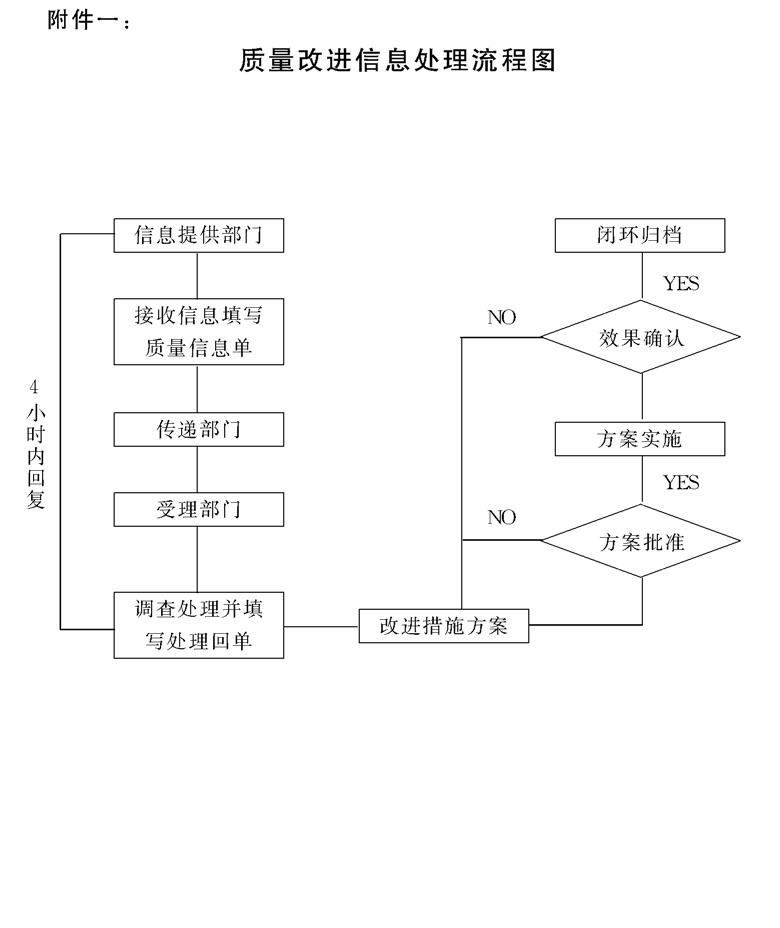 附件一：
质量改进信息处理流程图
信息提供部门
接收信息填写
质量信息单
传递部门
受理部门
调查处理并填
写处理回单
4小时内回复
改进措施方案
闭环归档
YES
NO
效果确认
方案实施
YES
NO
方案批准